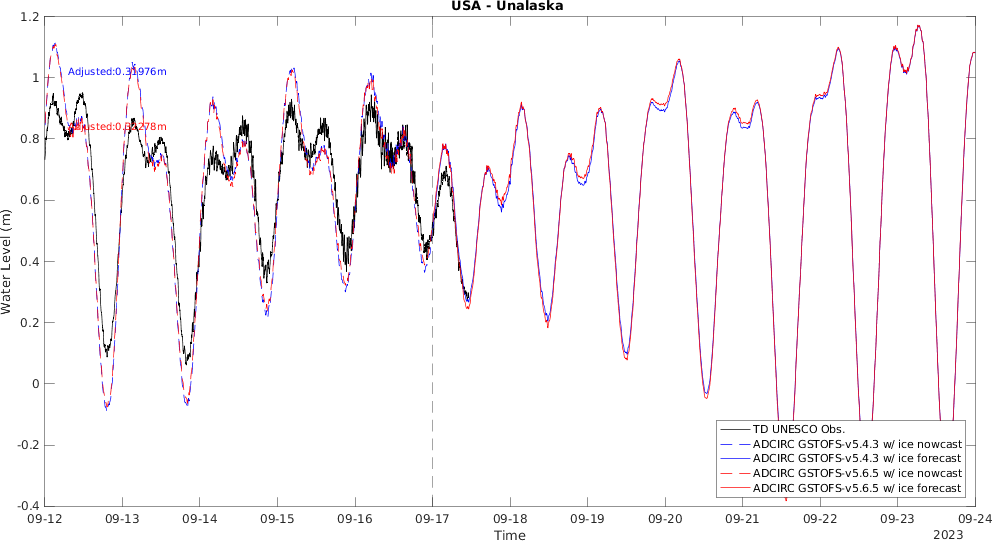 USA - Unalaska
1.2
1
0.8
0.6
0.4
0.2
0
-0.2
-0.4
Water Level (m)
Adjusted:0.31976m
TD UNESCO Obs.
ADCIRC GSTOFS-v5.4.3 w/ ice nowcast
ADCIRC GSTOFS-v5.4.3 w/ ice forecast
ADCIRC GSTOFS-v5.6.5 w/ ice nowcast
ADCIRC GSTOFS-v5.6.5 w/ ice forecast
09-12 09-13 09-14 09-15 09-16 09-17 09-18 09-19 09-20 09-21 09-22 09-23 09-24
Time
2023